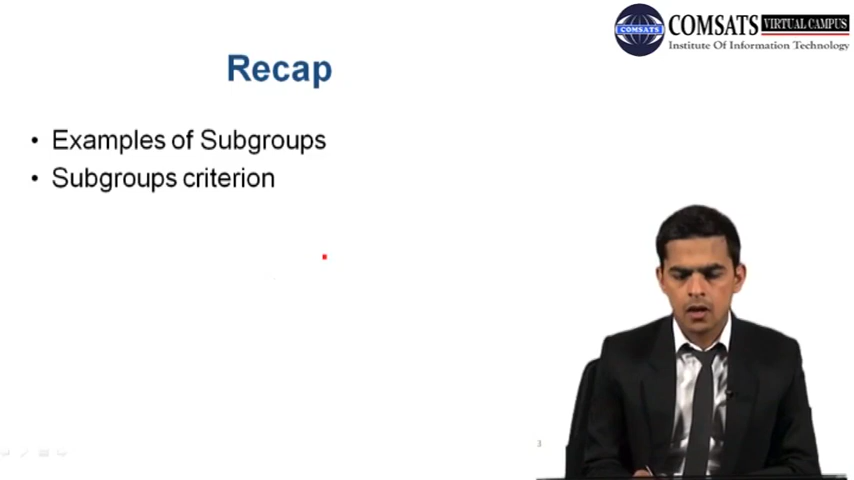 COMSATS VIRTUAL CAMPUS
COMSATS
Institute Of Information Technology
Recap
• Examples of Subgroups
• Subgroups criterion
3